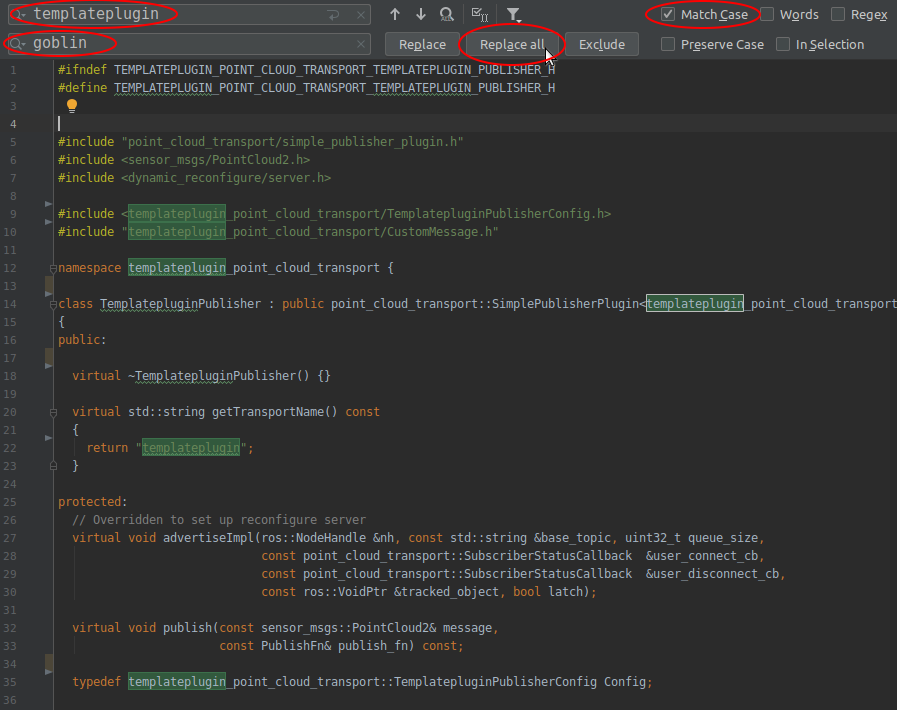 templateplugin
Match Case Words Regex
goblin
Replace Replace all Exclude Preserve Case In Selection
1 #ifndef TEMPLATEPLUGIN_POINT_CLOUD_TRANSPORT_TEMPLATEPLUGIN_PUBLISHER_H
2 #define TEMPLATEPLUGIN_POINT_CLOUD_TRANSPORT_TEMPLATEPLUGIN_PUBLISHER_H
3
4
5 #include "point_cloud_transport/simple_publisher_plugin.h"
6 #include <sensor_msgs/PointCloud2.h>
7 #include <dynamic_reconfigure/server.h>
8
9 #include <templateplugin_point_cloud_transport/TemplatepluginPublisherConfig.h>
10 #include "templateplugin_point_cloud_transport/CustomMessage.h"
11
12 namespace templateplugin_point_cloud_transport {
13
14 class TemplatepluginPublisher : public point_cloud_transport::SimplePublisherPlugin<templateplugin_point_cloud_transport
15 {
16 public:
17
18 virtual ~TemplatepluginPublisher() {}
19
20 virtual std::string getTransportName() const
21 {
22 return "templateplugin";
23 }
24
25 protected:
26 // Overridden to set up reconfigure server
27 virtual void advertiseImpl(ros::NodeHandle &nh, const std::string &base_topic, uint32_t queue_size,
28 const point_cloud_transport::SubscriberStatusCallback &user_connect_cb,
29 const point_cloud_transport::SubscriberStatusCallback &user_disconnect_cb,
30 const ros::VoidPtr &tracked_object, bool latch);
31
32 virtual void publish(const sensor_msgs::PointCloud2& message,
33 const PublishFn& publish_fn) const;
34
35 typedef templateplugin_point_cloud_transport::TemplatepluginPublisherConfig Config;
36